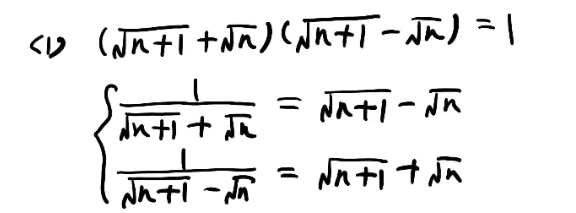 (1) (√(n+1) + √n)(√(n+1) - √n) = 1
{ 1/(√(n+1) + √n) = √(n+1) - √n
1/(√(n+1) - √n) = √(n+1) + √n